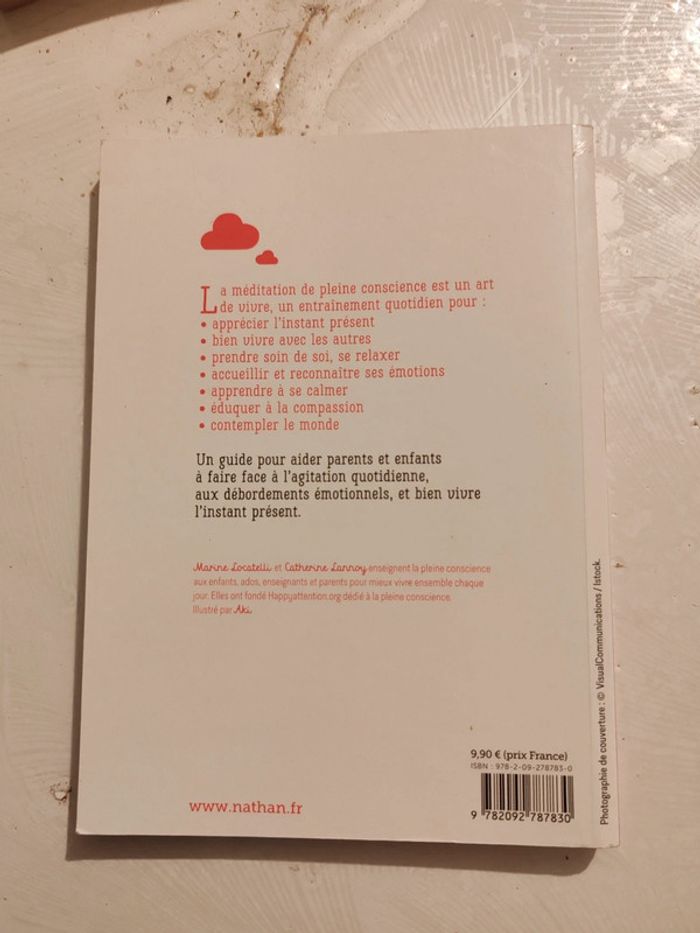 La méditation de pleine conscience est un art
de vivre, un entraînement quotidien pour :
• apprécier l'instant présent
• bien vivre avec les autres
• prendre soin de soi, se relaxer
• accueillir et reconnaître ses émotions
• apprendre à se calmer
• éduquer à la compassion
• contempler le monde
Un guide pour aider parents et enfants
à faire face à l'agitation quotidienne,
aux débordements émotionnels, et bien vivre
l'instant présent.
Marine Locatelli et Catherine Lannoy enseignent la pleine conscience
aux enfants, ados, enseignants et parents pour mieux vivre ensemble chaque
jour. Elles ont fondé Happyattention.org dédié à la pleine conscience.
Illustré par Aki.
9,90 € (prix France)
ISBN : 978-2-09-278783-0
9 782092 787830
www.nathan.fr
Photographie de couverture : © VisualCommunications / Istock.